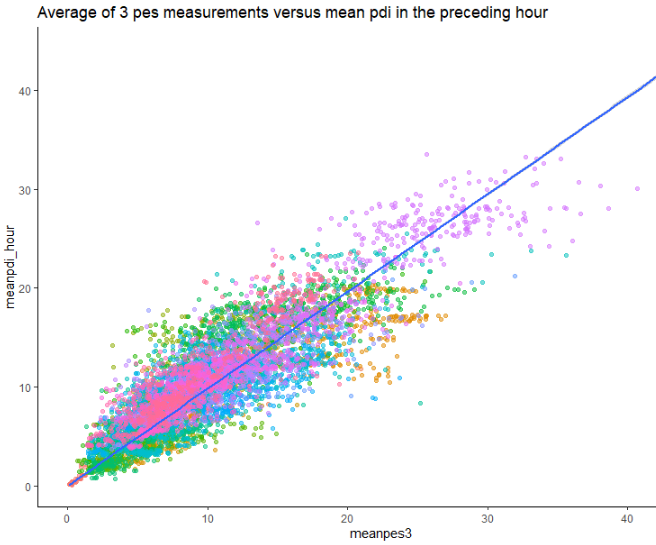 Average of 3 pes measurements versus mean pdi in the preceding hour
40
30
20
10
0
meanpdi_hour
0 10 20 30 40
meanpes3